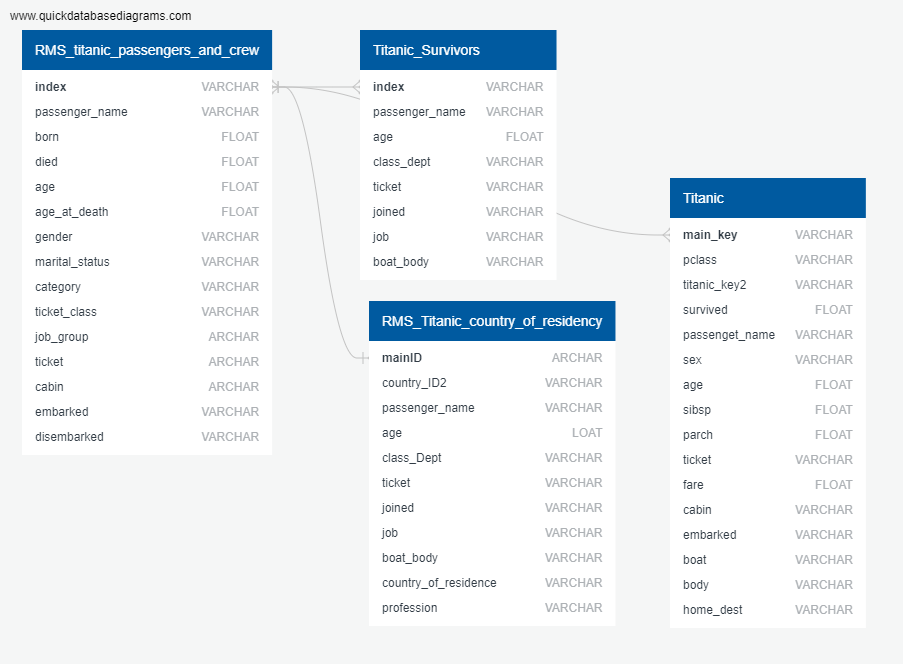 www.quickdatabasediagrams.com
RMS_titanic_passengers_and_crew
index VARCHAR
passenger_name VARCHAR
born FLOAT
died FLOAT
age FLOAT
age_at_death FLOAT
gender VARCHAR
marital_status VARCHAR
category VARCHAR
ticket_class VARCHAR
job_group ARCHAR
ticket ARCHAR
cabin ARCHAR
embarked VARCHAR
disembarked VARCHAR
Titanic_Survivors
index VARCHAR
passenger_name VARCHAR
age FLOAT
class_dept VARCHAR
ticket VARCHAR
joined VARCHAR
job VARCHAR
boat_body VARCHAR
RMS_Titanic_country_of_residency
mainID ARCHAR
country_ID2 VARCHAR
passenger_name VARCHAR
age LOAT
class_Dept VARCHAR
ticket VARCHAR
joined VARCHAR
job VARCHAR
boat_body VARCHAR
country_of_residence VARCHAR
profession VARCHAR
Titanic
main_key VARCHAR
pclass VARCHAR
titanic_key2 VARCHAR
survived FLOAT
passenget_name VARCHAR
sex VARCHAR
age FLOAT
sibsp FLOAT
parch FLOAT
ticket VARCHAR
fare FLOAT
cabin VARCHAR
embarked VARCHAR
boat VARCHAR
body VARCHAR
home_dest VARCHAR